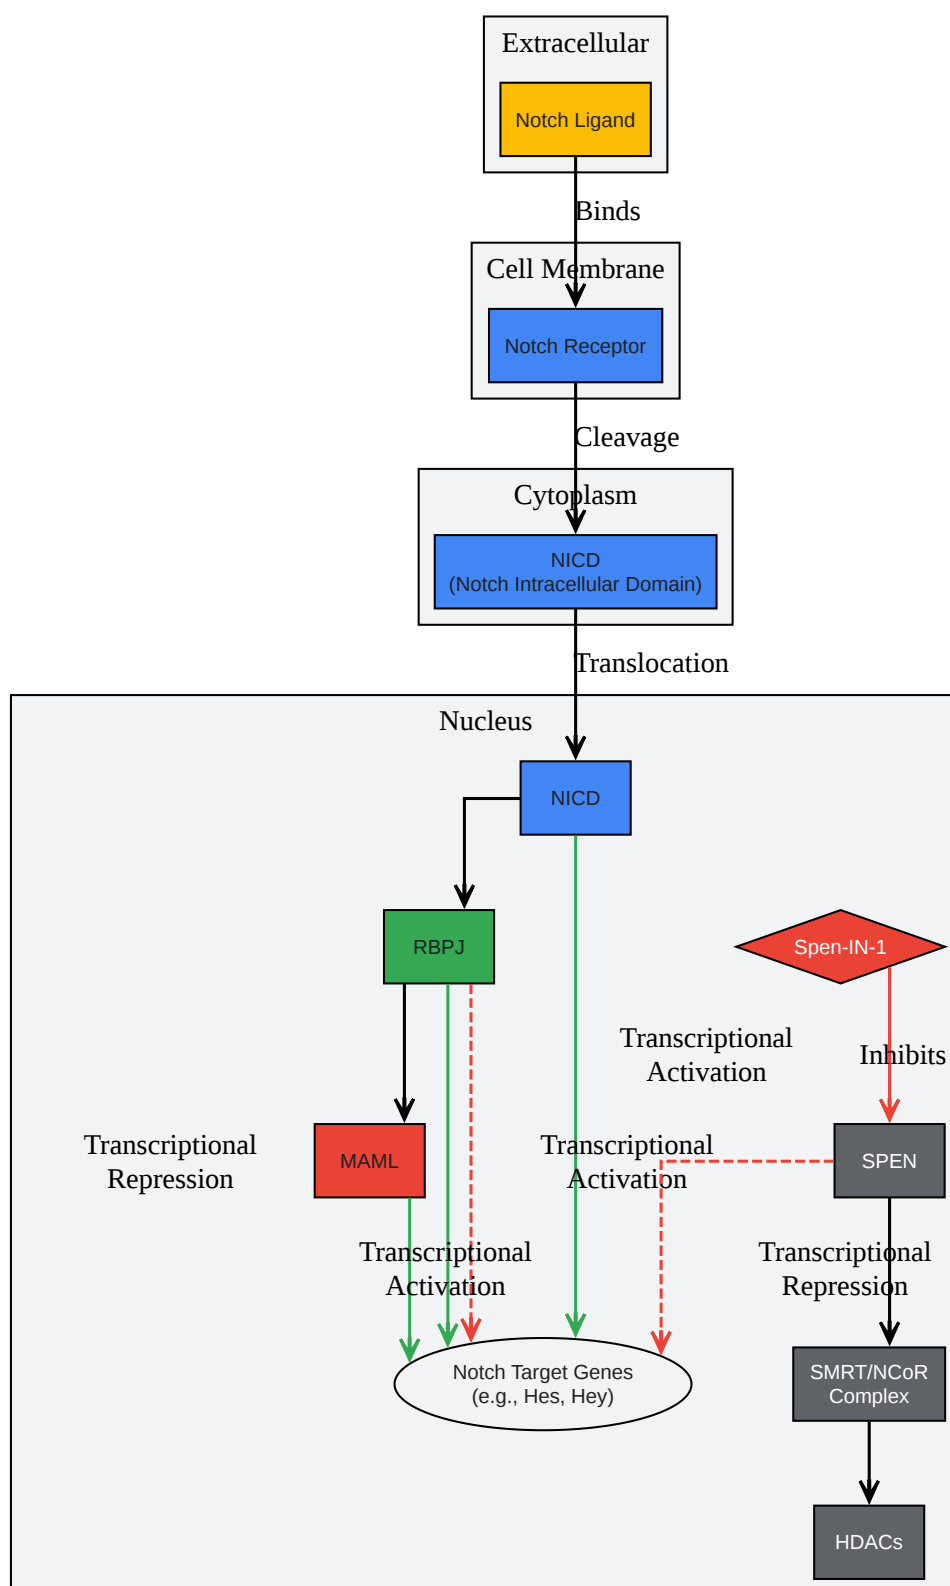 Extracellular
Notch Ligand
Binds
Cell Membrane
Notch Receptor
Cleavage
Cytoplasm
NICD
(Notch Intracellular Domain)
Translocation
Nucleus
NICD
RBPJ
Spen-IN-1
Transcriptional
Activation
Inhibits
Transcriptional
Repression
MAML
Transcriptional
Activation
SPEN
Transcriptional
Activation
Transcriptional
Repression
Notch Target Genes
(e.g., Hes, Hey)
SMRT/NCoR
Complex
HDACs